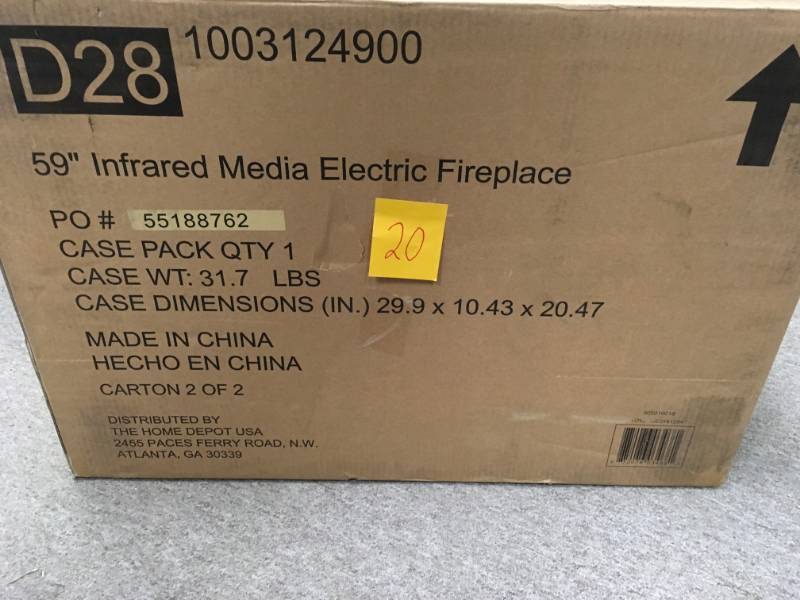 D28 1003124900
59" Infrared Media Electric Fireplace
PO # 55188762
20
CASE PACK QTY 1
CASE WT: 31.7 LBS
CASE DIMENSIONS (IN.) 29.9 x 10.43 x 20.47
MADE IN CHINA
HECHO EN CHINA
CARTON 2 OF 2
DISTRIBUTED BY
THE HOME DEPOT USA
2455 PACES FERRY ROAD, N.W.
ATLANTA, GA 30339